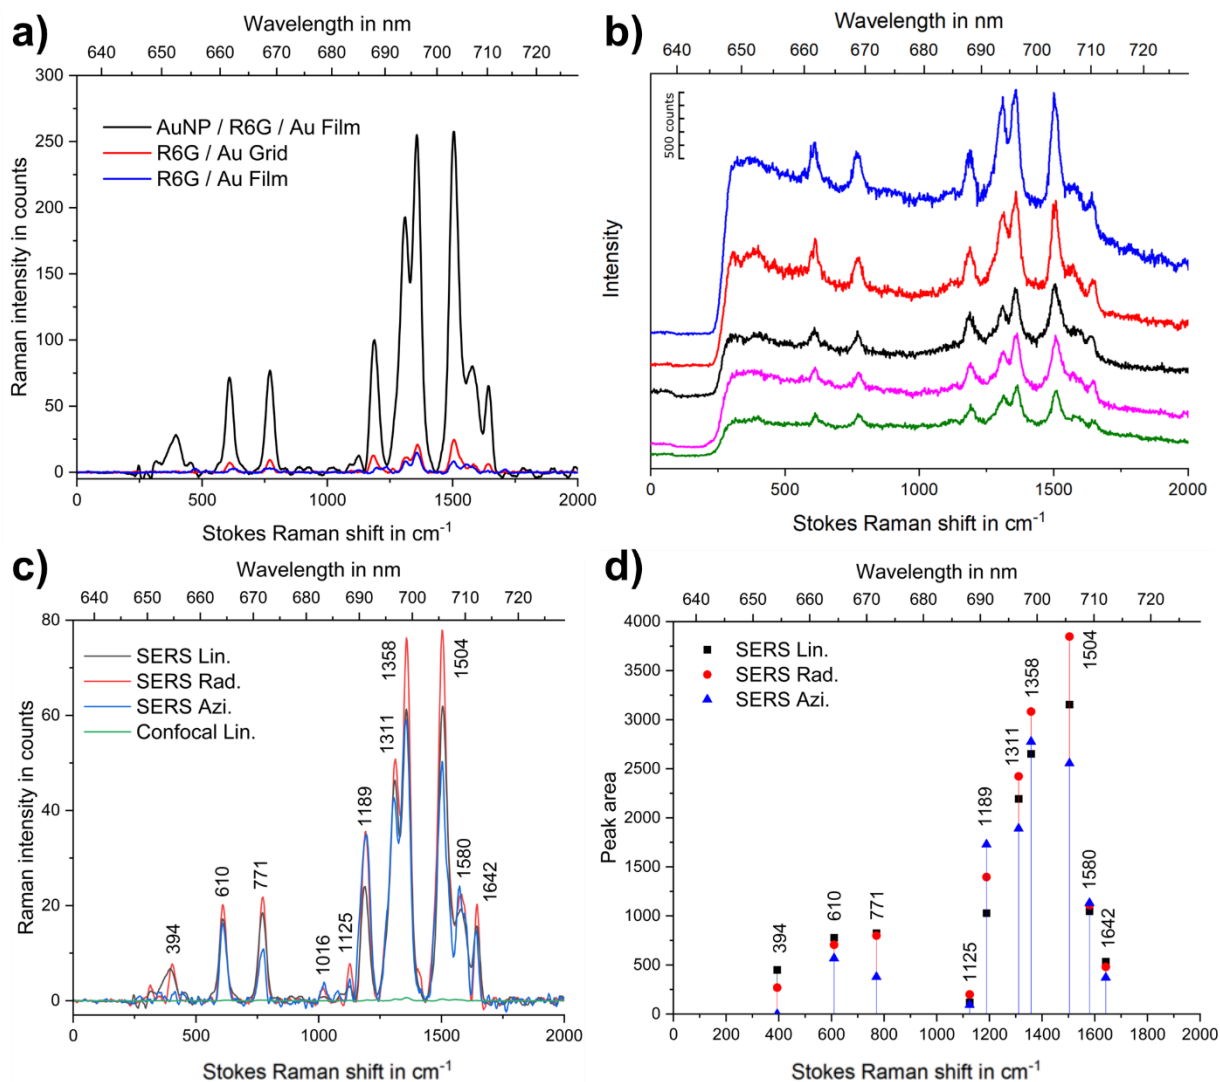 a)
Wavelength in nm
640 650 660 670 680 690 700 710 720
300
250
200
150
100
50
0
Raman intensity in counts
AuNP / R6G / Au Film
R6G / Au Grid
R6G / Au Film
0 500 1000 1500 2000
Stokes Raman shift in cm-1
b)
Wavelength in nm
640 650 660 670 680 690 700 710 720
500 counts
Intensity
0 500 1000 1500 2000
Stokes Raman shift in cm-1
c)
Wavelength in nm
640 650 660 670 680 690 700 710 720
80
60
40
20
0
Raman intensity in counts
SERS Lin.
SERS Rad.
SERS Azi.
Confocal Lin.
394
610
771
1016
1125
1189
1311
1358
1504
1580
1642
0 500 1000 1500 2000
Stokes Raman shift in cm-1
d)
Wavelength in nm
640 650 660 670 680 690 700 710 720
4000
3500
3000
2500
2000
1500
1000
500
0
Peak area
SERS Lin.
SERS Rad.
SERS Azi.
394
610
771
1125
1189
1311
1358
1504
1580
1642
0 200 400 600 800 1000 1200 1400 1600 1800 2000
Stokes Raman shift in cm-1